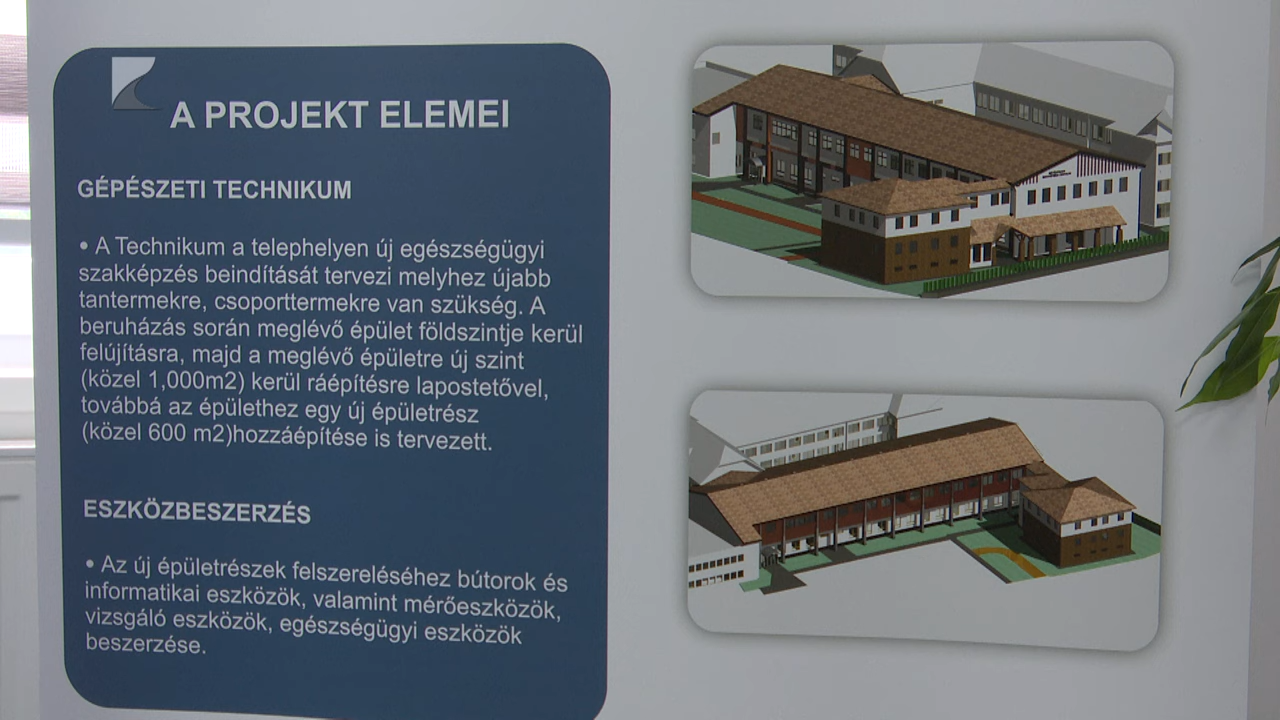 A PROJEKT ELEMEI
GÉPÉSZETI TECHNIKUM
• A Technikum a telephelyen új egészségügyi
szakképzés beindítását tervezi melyhez újabb
tantermekre, csoporttermekre van szükség. A
beruházás során meglévő épület földszintje kerül
felújításra, majd a meglévő épületre új szint
(közel 1,000m2) kerül ráépítésre lapostetővel,
továbbá az épülethez egy új épületrész
(közel 600 m2)hozzáépítése is tervezett.
ESZKÖZBESZERZÉS
• Az új épületrészek felszereléséhez bútorok és
informatikai eszközök, valamint mérőeszközök,
vizsgáló eszközök, egészségügyi eszközök
beszerzése.